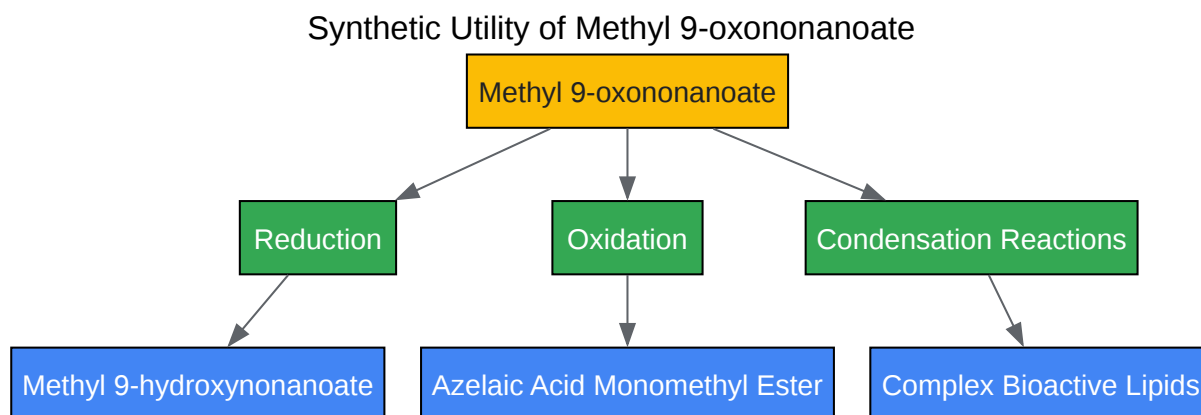 Synthetic Utility of Methyl 9-oxononanoate
Methyl 9-oxononanoate
Reduction
Oxidation
Condensation Reactions
Methyl 9-hydroxynonanoate
Azelaic Acid Monomethyl Ester
Complex Bioactive Lipids